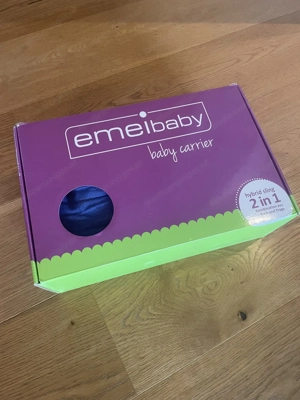 emeibaby
baby carrier
hybrid sling
2 in 1